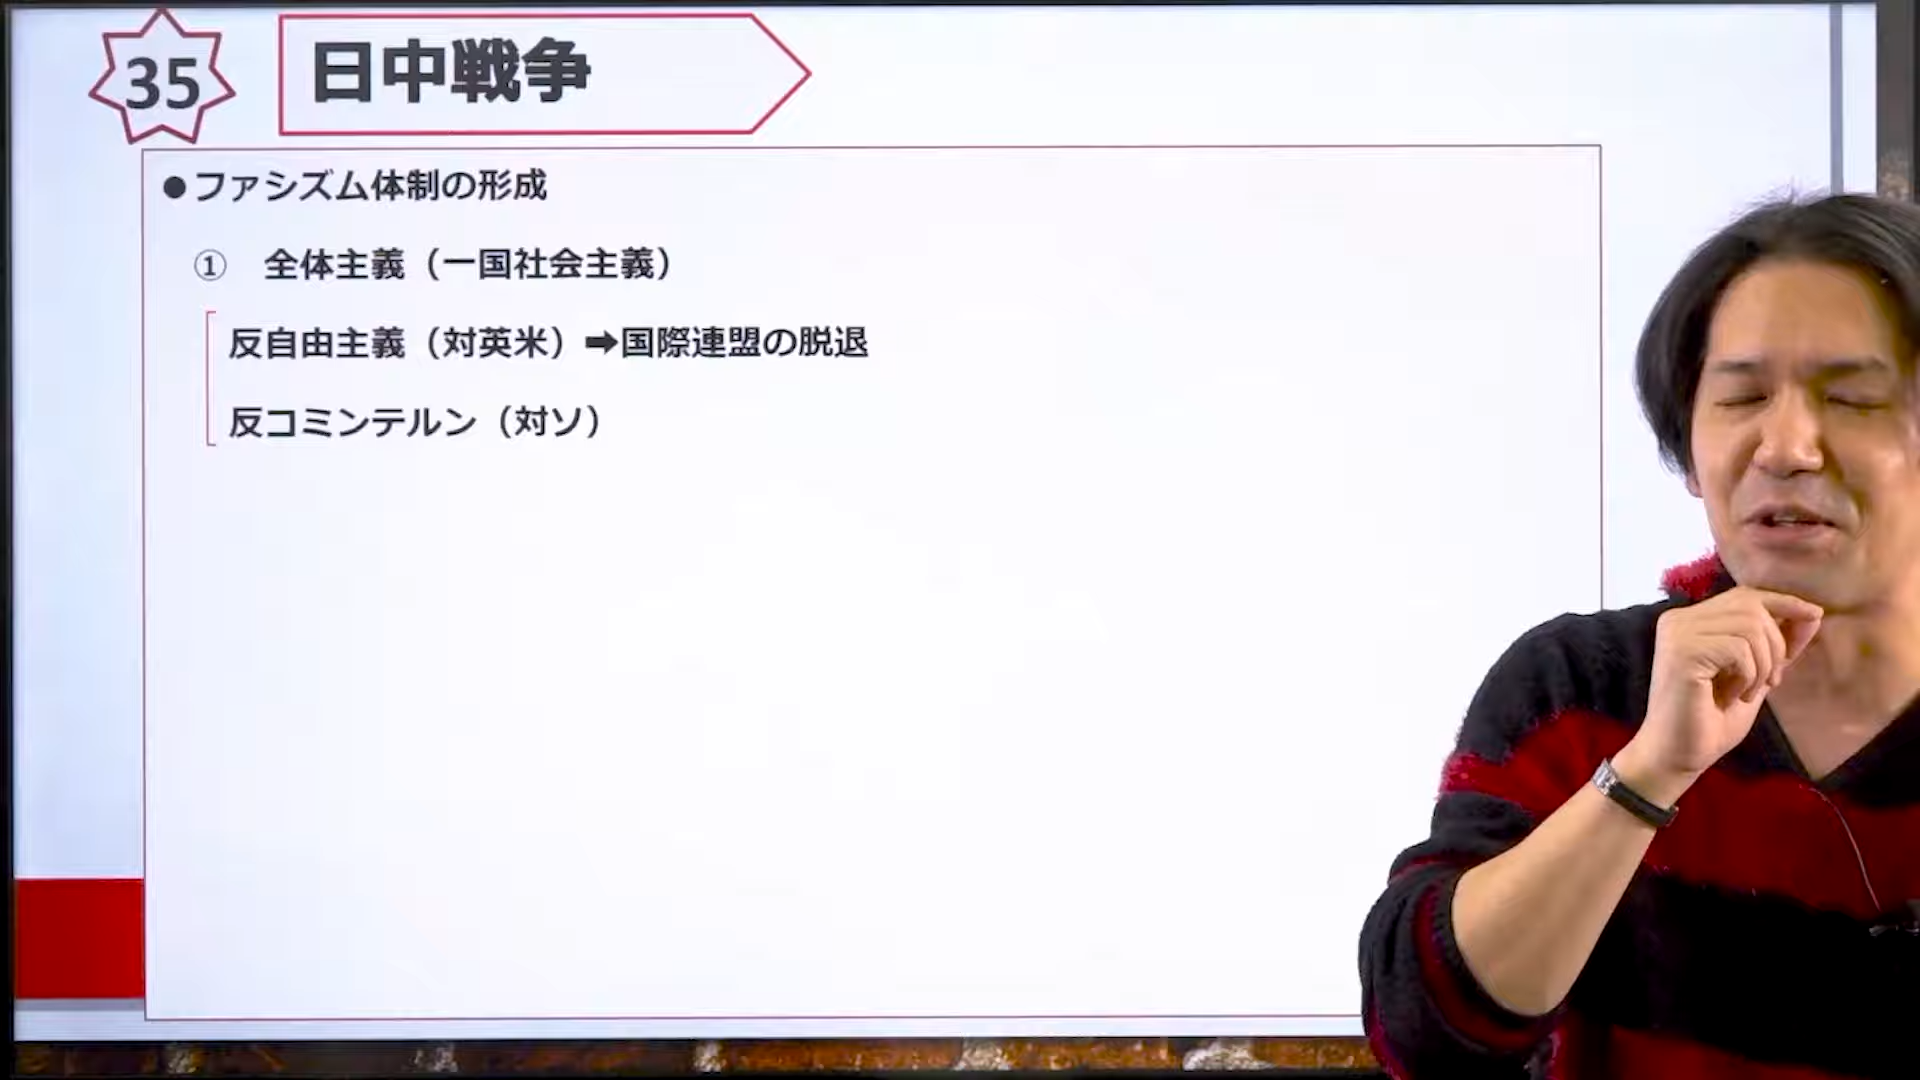 35
日中戦争
●ファシズム体制の形成
① 全体主義（一国社会主義）
反自由主義（対英米）➡国際連盟の脱退
反コミンテルン（対ソ）